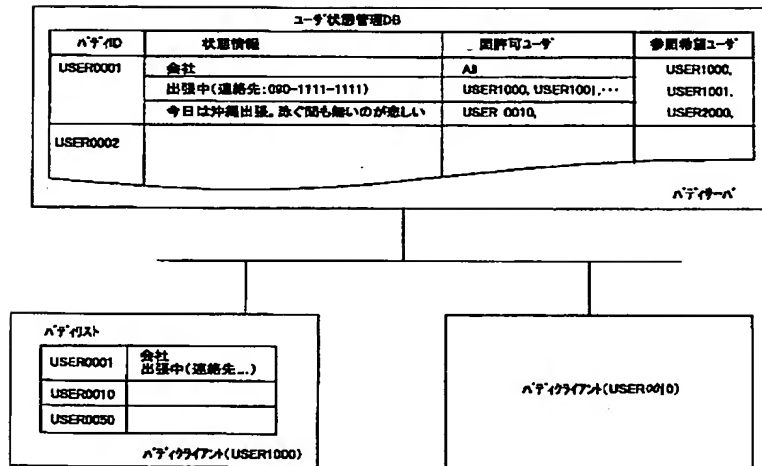 ユーザ状態管理DB
バディID 状態情報 閲許可ユーザ 参照希望ユーザ
USER0001 会社 All USER1000,
出張中(連絡先:090-1111-1111) USER1000, USER1001,… USER1001,
今日は沖縄出張。泳ぐ間も無いのが悲しい USER 0010, USER2000,
USER0002
バディサーバ
バディリスト
USER0001 会社
出張中(連絡先...)
USER0010
USER0050
バディクライアント(USER1000)
バディクライアント(USER0010)